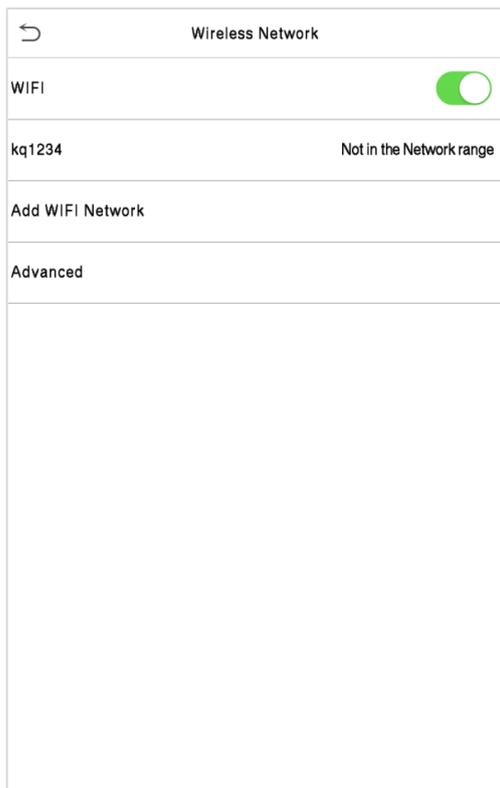 Wireless Network
WIFI
kq1234 Not in the Network range
Add WIFI Network
Advanced